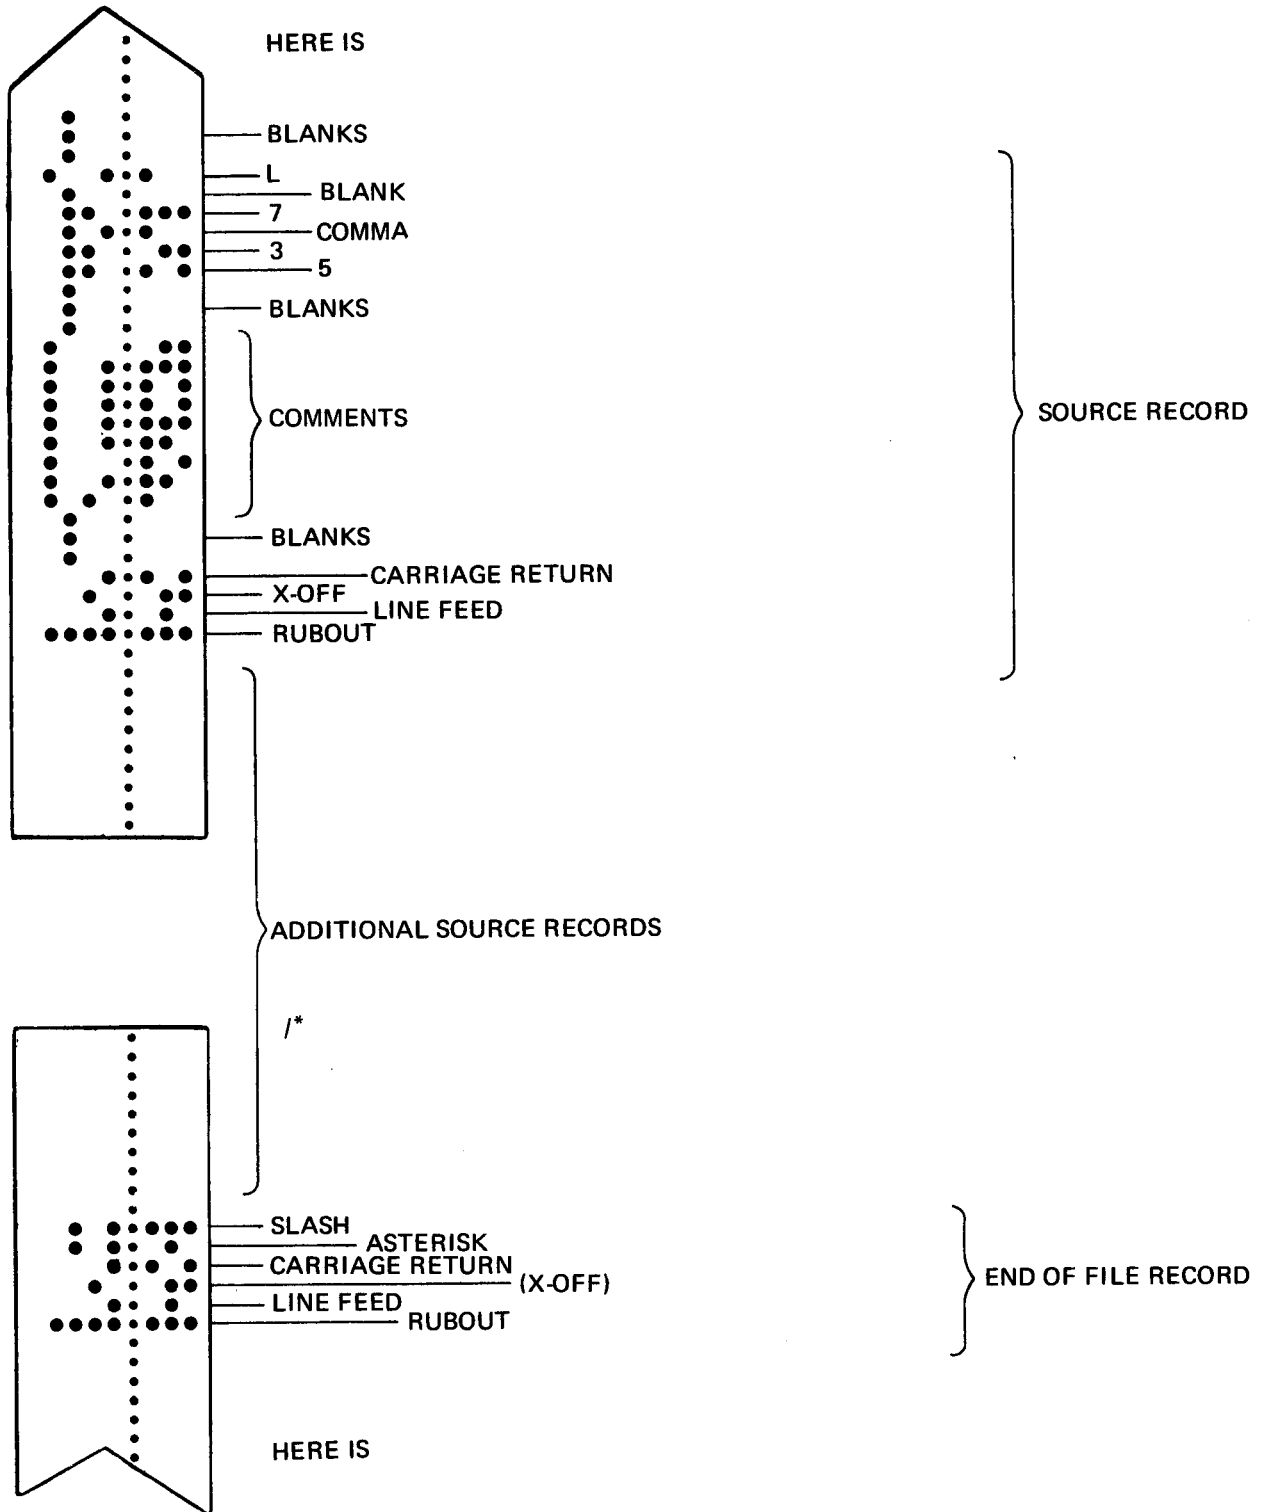 HERE IS
BLANKS
L
BLANK
7
COMMA
3
5
BLANKS
COMMENTS
SOURCE RECORD
BLANKS
CARRIAGE RETURN
X-OFF
LINE FEED
RUBOUT
ADDITIONAL SOURCE RECORDS
/*
SLASH
ASTERISK
CARRIAGE RETURN
(X-OFF)
END OF FILE RECORD
LINE FEED
RUBOUT
HERE IS